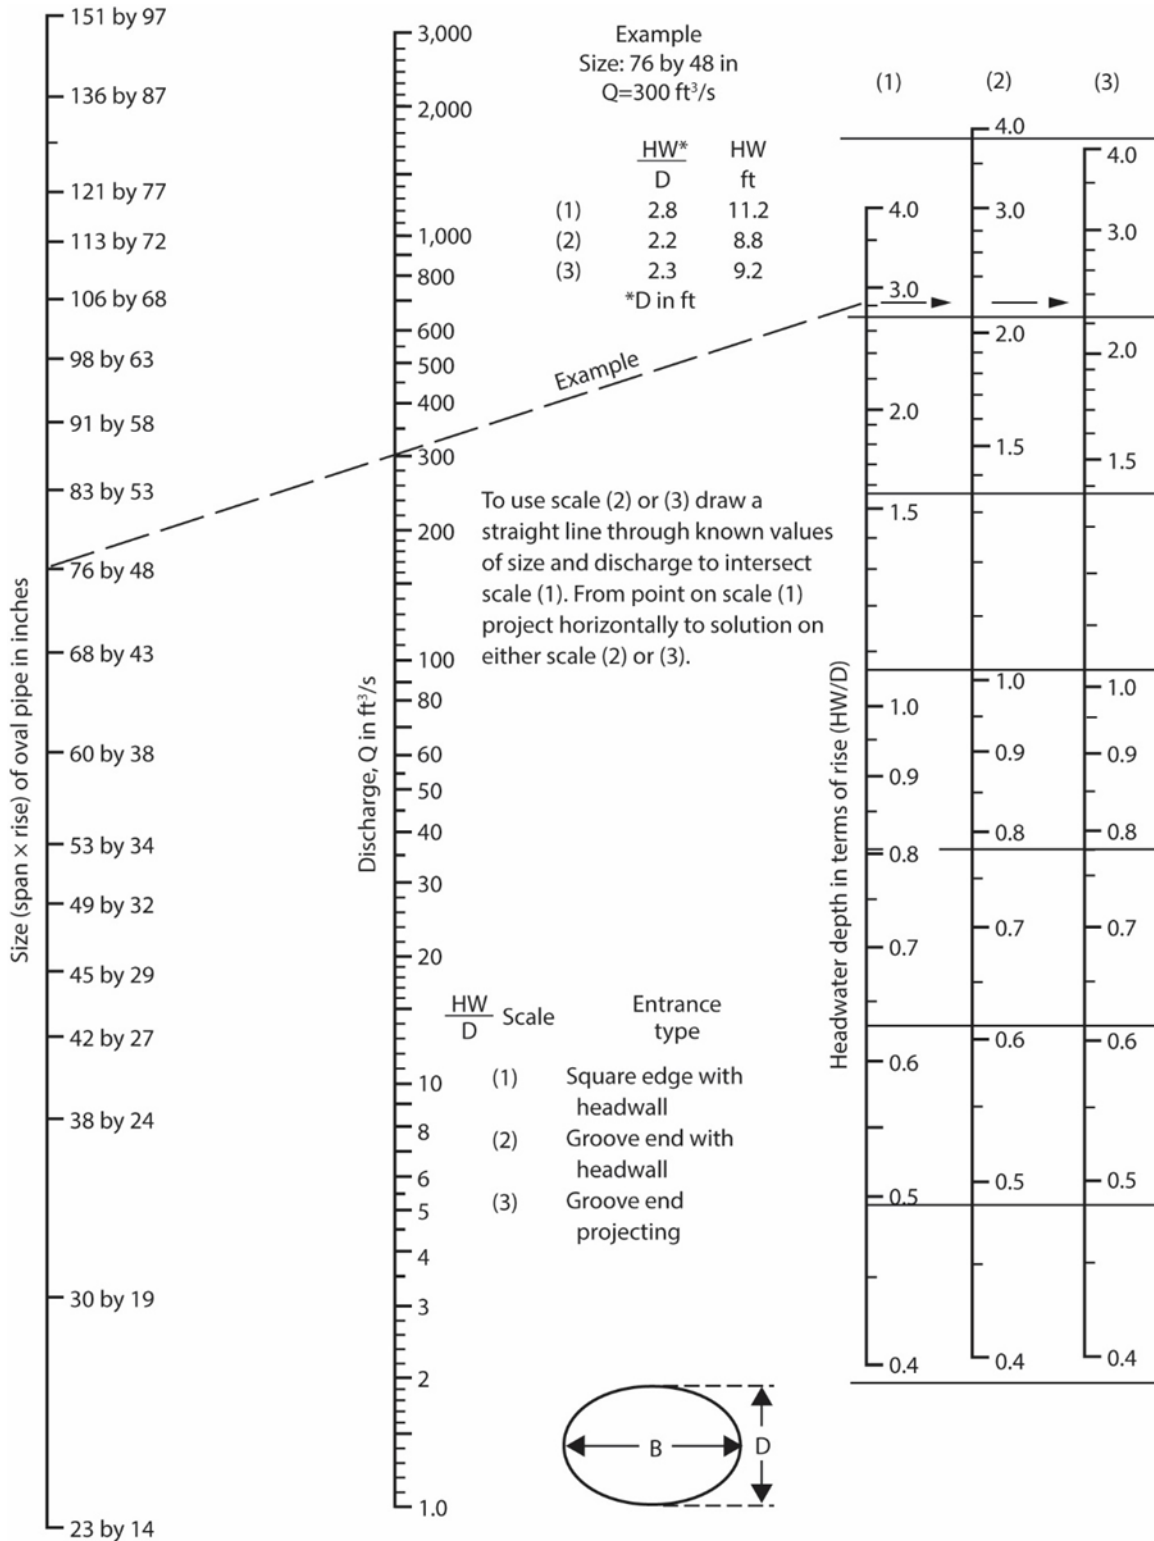 151 by 97
136 by 87
121 by 77
113 by 72
106 by 68
98 by 63
91 by 58
83 by 53
76 by 48
68 by 43
60 by 38
53 by 34
49 by 32
45 by 29
42 by 27
38 by 24
30 by 19
23 by 14
Size (span × rise) of oval pipe in inches
3,000
2,000
1,000
800
600
500
400
300
200
100
80
60
50
40
30
20
10
8
6
5
4
3
2
1.0
Discharge, Q in ft³/s
Example
Size: 76 by 48 in
Q=300 ft³/s
HW* HW
D ft
(1) 2.8 11.2
(2) 2.2 8.8
(3) 2.3 9.2
*D in ft
Example
To use scale (2) or (3) draw a
straight line through known values
of size and discharge to intersect
scale (1). From point on scale (1)
project horizontally to solution on
either scale (2) or (3).
HW
D
Scale
Entrance
type
(1) Square edge with
headwall
(2) Groove end with
headwall
(3) Groove end
projecting
B
D
Headwater depth in terms of rise (HW/D)
(1)
4.0
3.0
2.0
1.5
1.0
0.9
0.8
0.7
0.6
0.5
0.4
(2)
4.0
3.0
2.0
1.5
1.0
0.9
0.8
0.7
0.6
0.5
0.4
(3)
4.0
3.0
2.0
1.5
1.0
0.9
0.8
0.7
0.6
0.5
0.4